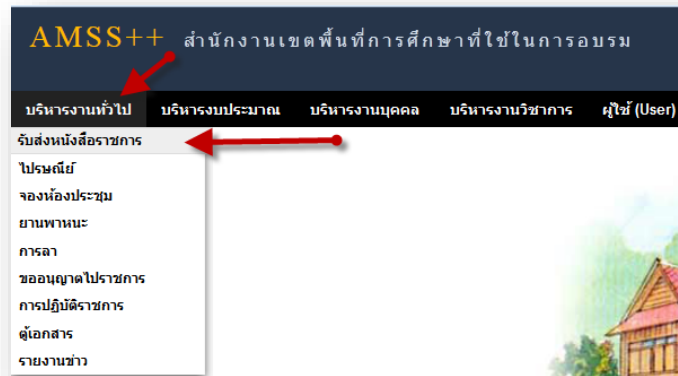 AMSS++ สำนักงานเขตพื้นที่การศึกษาที่ใช้ในการอบรม
บริหารงานทั่วไป บริหารงบประมาณ บริหารงานบุคคล บริหารงานวิชาการ ผู้ใช้ (User)
รับส่งหนังสือราชการ
ไปรษณีย์
จองห้องประชุม
ยานพาหนะ
การลา
ขออนุญาตไปราชการ
การปฏิบัติราชการ
ตู้เอกสาร
รายงานข่าว